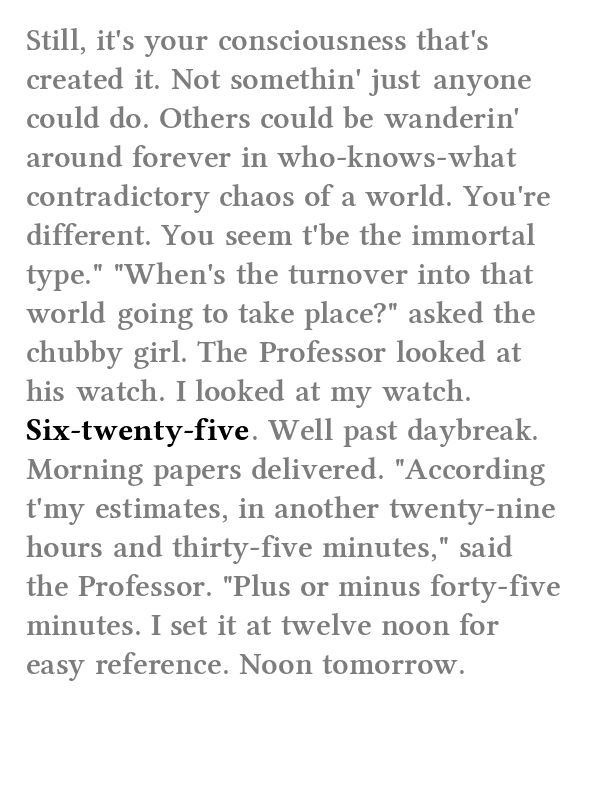 Still, it's your consciousness that's
created it. Not somethin' just anyone
could do. Others could be wanderin'
around forever in who-knows-what
contradictory chaos of a world. You're
different. You seem t'be the immortal
type." "When's the turnover into that
world going to take place?" asked the
chubby girl. The Professor looked at
his watch. I looked at my watch.
Six-twenty-five. Well past daybreak.
Morning papers delivered. "According
t'my estimates, in another twenty-nine
hours and thirty-five minutes," said
the Professor. "Plus or minus forty-five
minutes. I set it at twelve noon for
easy reference. Noon tomorrow.